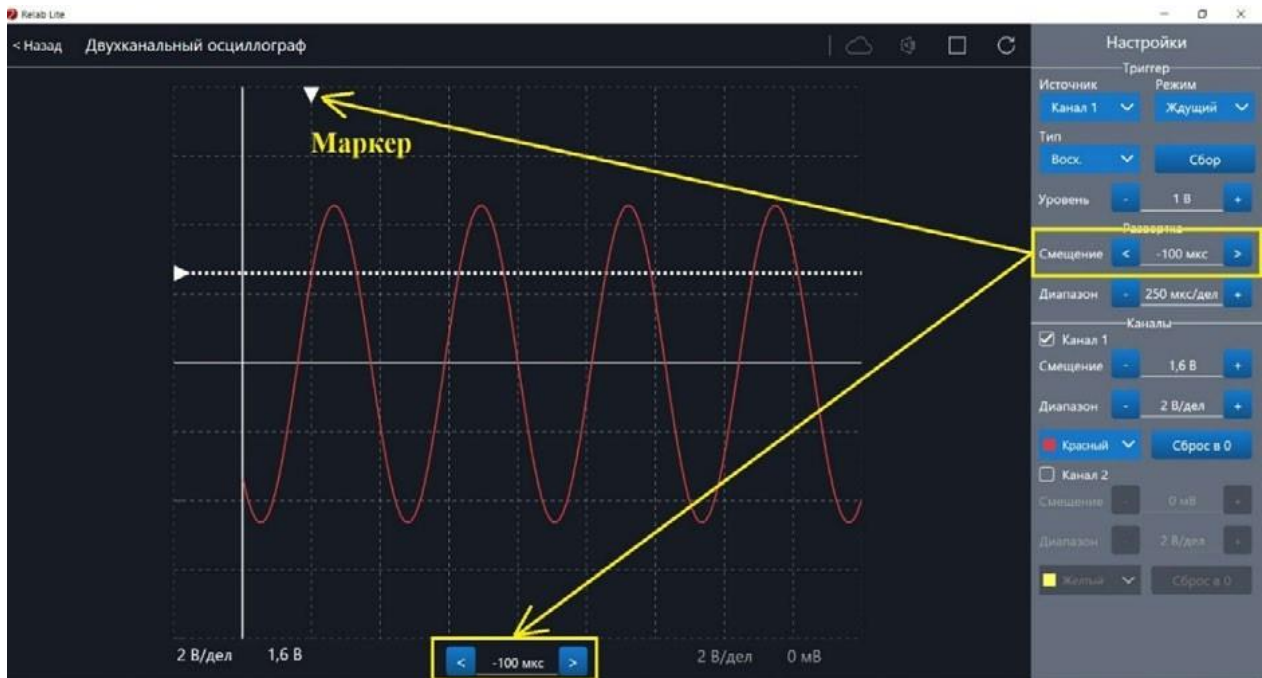 Relab Lite
< Назад Двухканальный осциллограф
Маркер
2 В/дел 1,6 В < -100 мкс > 2 В/дел 0 мВ
Настройки
Триггер
Источник Режим
Канал 1 Ждущий
Тип
Восх. Сбор
Уровень - 1 В +
Развертка
Смещение < -100 мкс >
Диапазон - 250 мкс/дел +
Каналы
Канал 1
Смещение - 1,6 В +
Диапазон - 2 В/дел +
Красный Сброс в 0
Канал 2
Смещение - 0 мВ +
Диапазон - 2 В/дел +
Желтый Сброс в 0